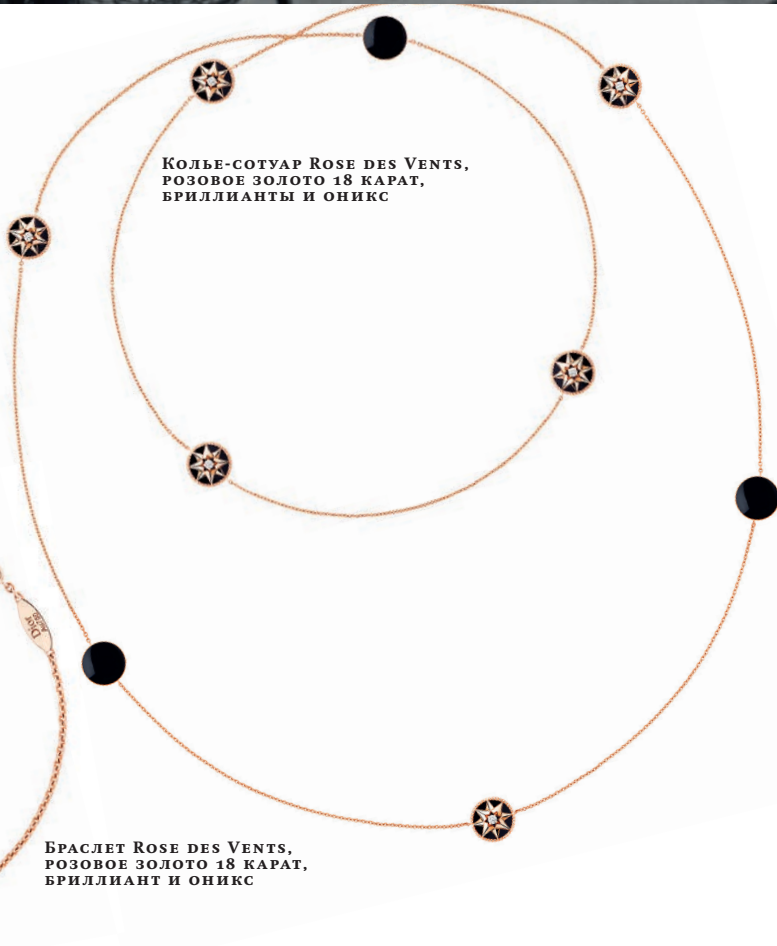 Колье-сотуар Rose des Vents,
розовое золото 18 карат,
бриллианты и оникс
Dior
Браслет Rose des Vents,
розовое золото 18 карат,
бриллиант и оникс